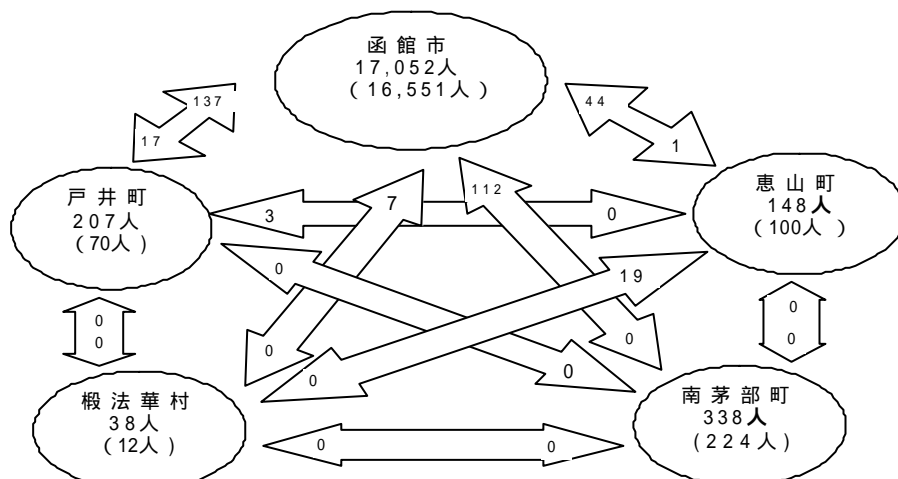 函館市
17,052人
(16,551人)
137
17
44
1
戸井町
207人
(70人)
恵山町
148人
(100人)
3
0
7
112
0
19
0
0
0
0
0
0
0
0
0
椴法華村
38人
(12人)
南茅部町
338人
(224人)
0
0